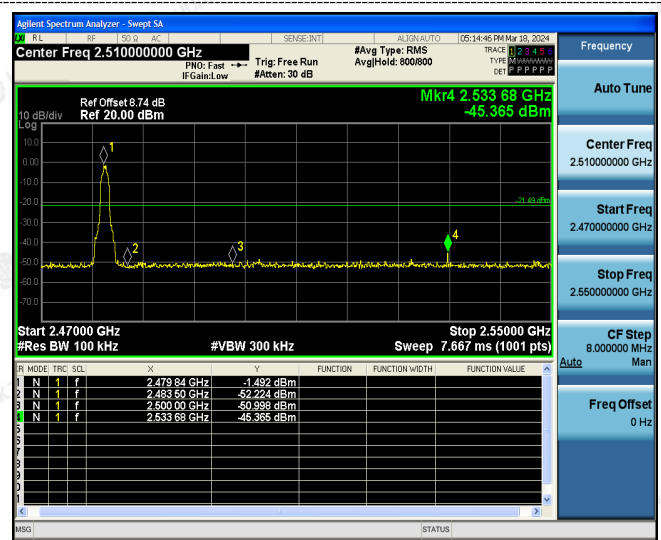 Agilent Spectrum Analyzer - Swept SA
RL RF 50 Ω AC SENSE:INT ALIGN AUTO 05:14:46 PM Mar 18, 2024
Center Freq 2.510000000 GHz
#Avg Type: RMS
TRACE 1 2 3 4 5 6
PNO: Fast Trig: Free Run Avg|Hold: 800/800 TYPE M WWWWW
IFGain:Low #Atten: 30 dB DET P P P P P P
Mkr4 2.533 68 GHz
-45.365 dBm
Ref Offset 8.74 dB
10 dB/div Ref 20.00 dBm
Log
10.0
0.00
-10.0
-20.0
-21.49 dBm
-30.0
-40.0
-50.0
-60.0
-70.0
1
2
3
4
Start 2.47000 GHz Stop 2.55000 GHz
#Res BW 100 kHz #VBW 300 kHz Sweep 7.667 ms (1001 pts)
MODE TRC SCL X Y FUNCTION FUNCTION WIDTH FUNCTION VALUE
N 1 f 2.479 84 GHz -1.492 dBm
N 1 f 2.483 50 GHz -52.224 dBm
N 1 f 2.500 00 GHz -50.998 dBm
N 1 f 2.533 68 GHz -45.365 dBm
5
6
7
8
9
MSG STATUS
Frequency
Auto Tune
Center Freq
2.510000000 GHz
Start Freq
2.470000000 GHz
Stop Freq
2.550000000 GHz
CF Step
8.000000 MHz
Auto Man
Freq Offset
0 Hz